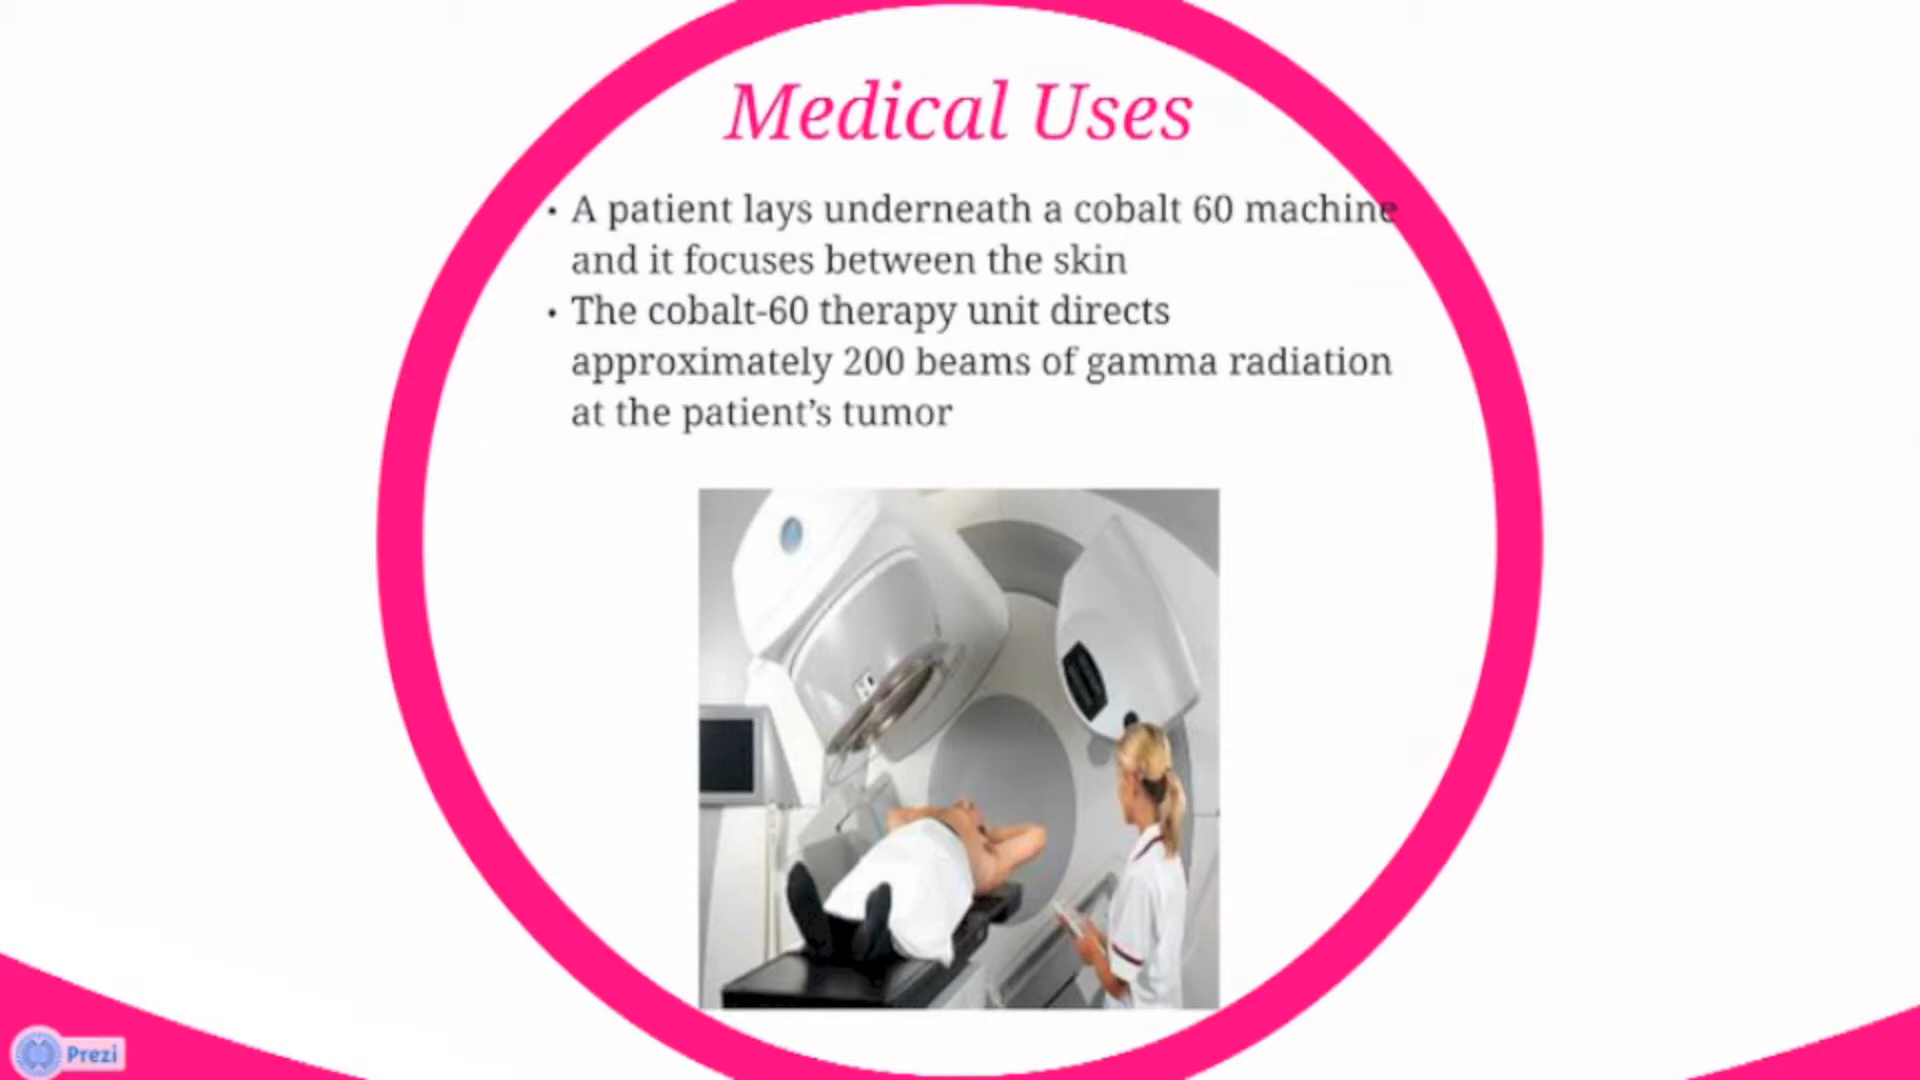 Medical Uses
• A patient lays underneath a cobalt 60 machine
and it focuses between the skin
• The cobalt-60 therapy unit directs
approximately 200 beams of gamma radiation
at the patient’s tumor
Prezi